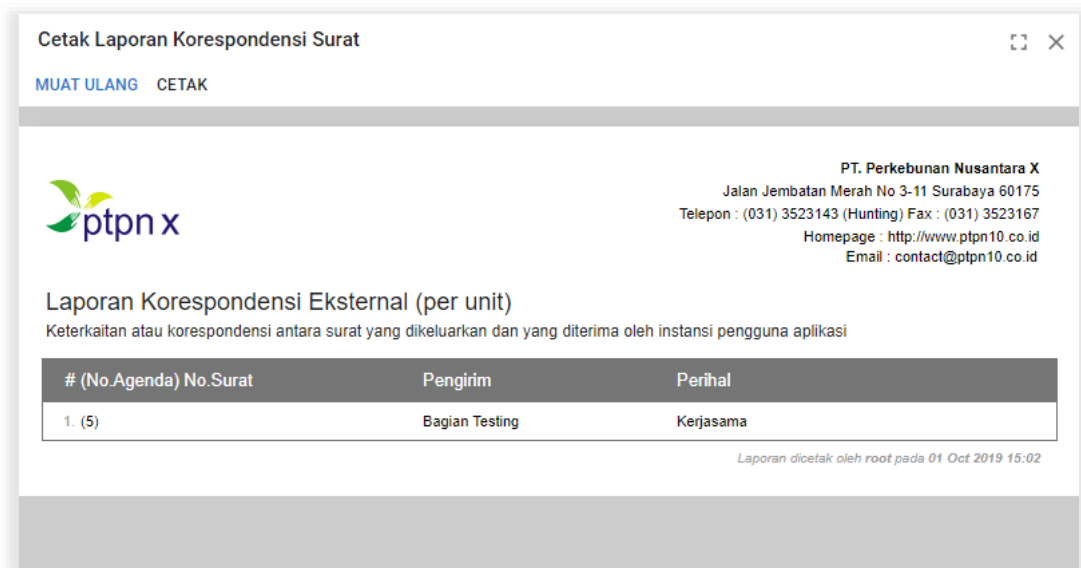 Cetak Laporan Korespondensi Surat
MUAT ULANG CETAK
ptpn x
PT. Perkebunan Nusantara X
Jalan Jembatan Merah No 3-11 Surabaya 60175
Telepon : (031) 3523143 (Hunting) Fax : (031) 3523167
Homepage : http://www.ptpn10.co.id
Email : contact@ptpn10.co.id
Laporan Korespondensi Eksternal (per unit)
Keterkaitan atau korespondensi antara surat yang dikeluarkan dan yang diterima oleh instansi pengguna aplikasi
# (No.Agenda) No.Surat Pengirim Perihal
1. (5) Bagian Testing Kerjasama
Laporan dicetak oleh root pada 01 Oct 2019 15:02